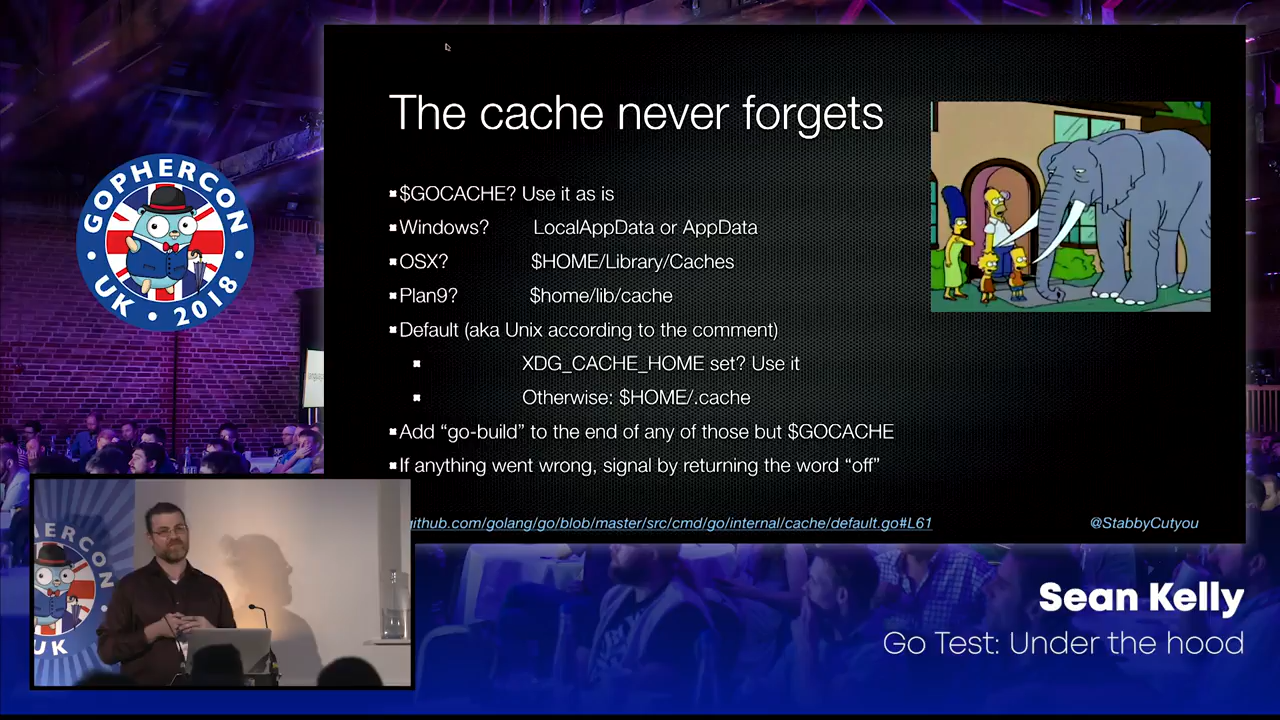 The cache never forgets
$GOCACHE? Use it as is
Windows? LocalAppData or AppData
OSX? $HOME/Library/Caches
Plan9? $home/lib/cache
Default (aka Unix according to the comment)
XDG_CACHE_HOME set? Use it
Otherwise: $HOME/.cache
Add “go-build” to the end of any of those but $GOCACHE
If anything went wrong, signal by returning the word “off”
github.com/golang/go/blob/master/src/cmd/go/internal/cache/default.go#L61
@StabbyCutyou
GOPHERCON
UK • 2018
UK
Sean Kelly
Go Test: Under the hood